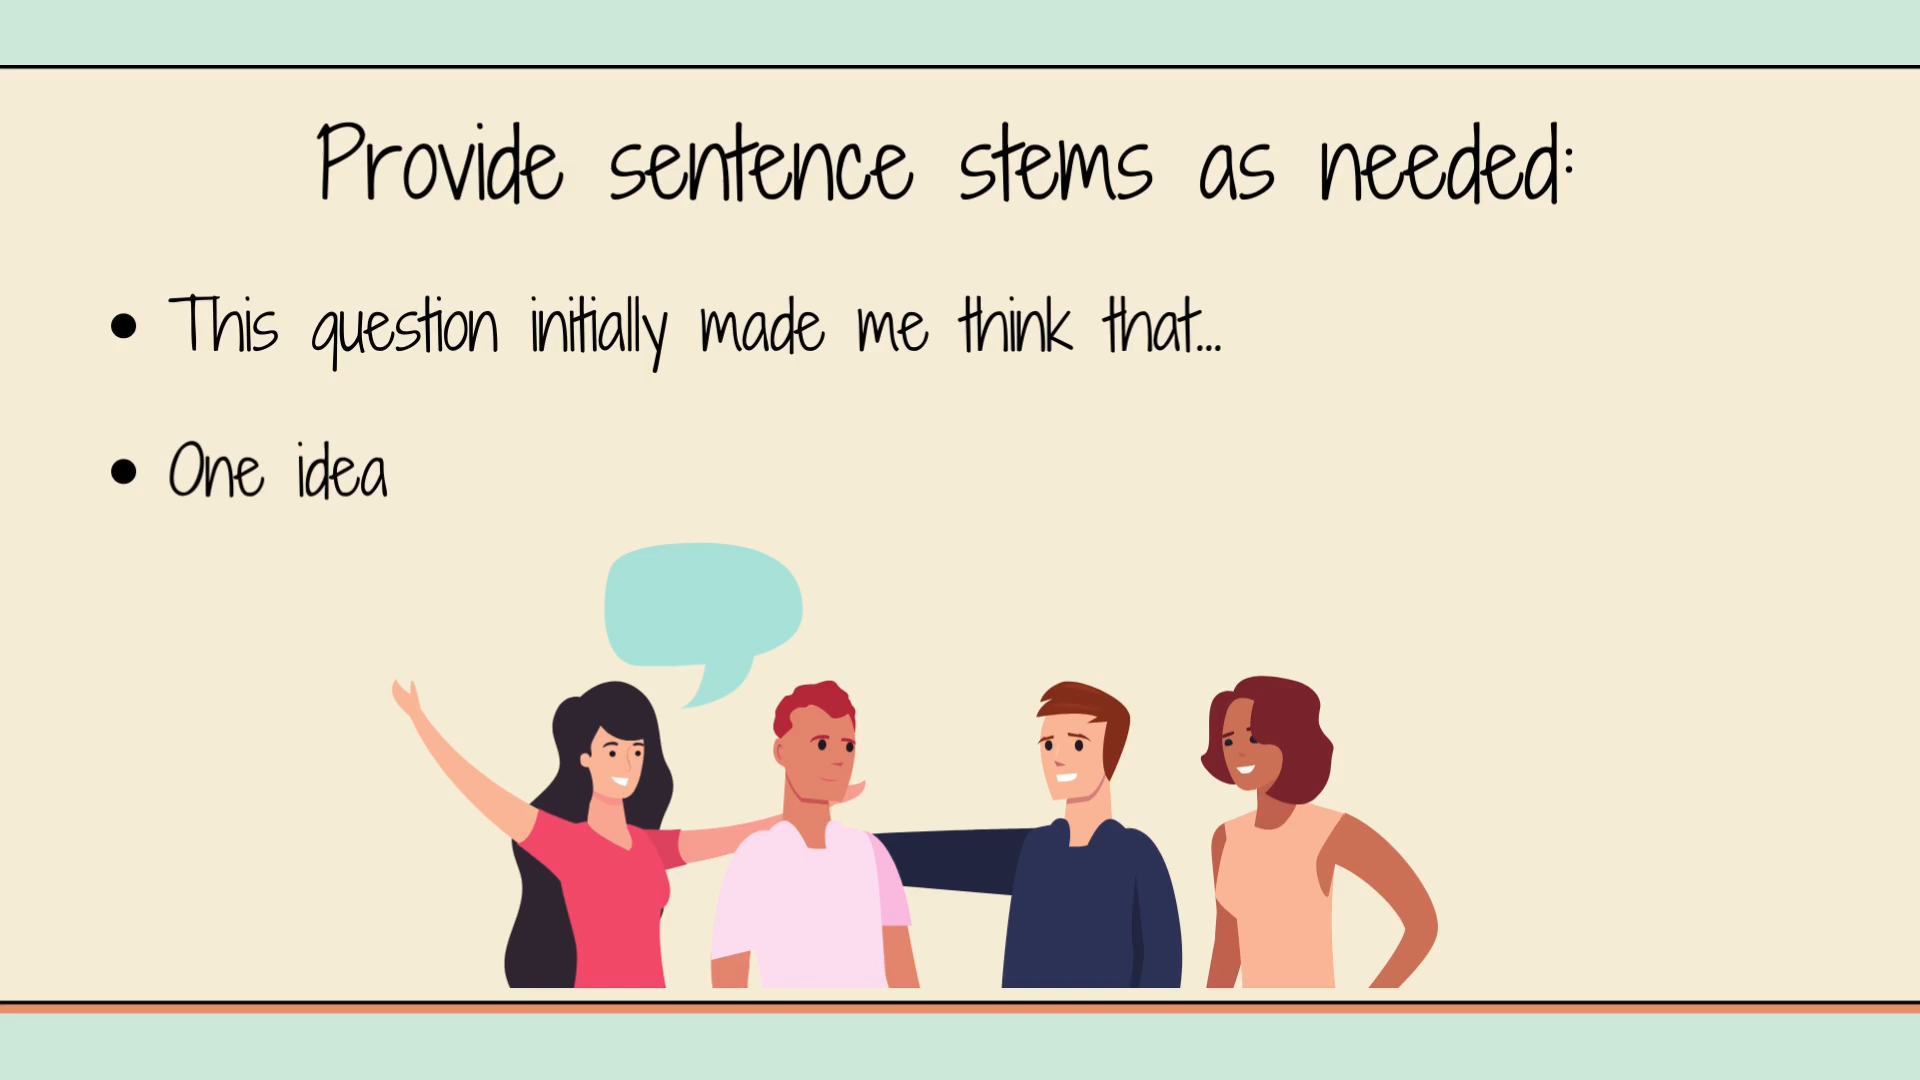 Provide sentence stems as needed:
• This question initially made me think that...
• One idea